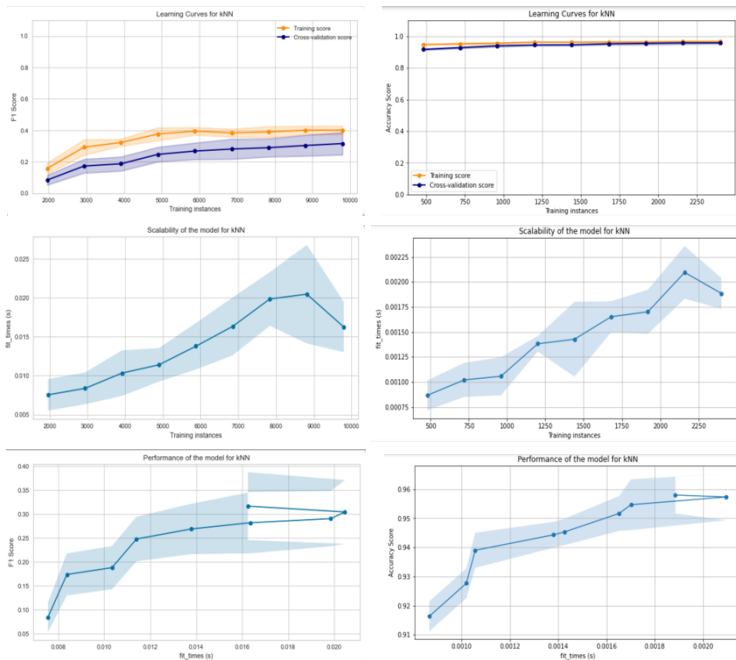 Learning Curves for kNN
Training score
Cross-validation score
F1 Score
1.0
0.8
0.6
0.4
0.2
0.0
2000 3000 4000 5000 6000 7000 8000 9000 10000
Training instances
Learning Curves for kNN
Accuracy Score
1.0
0.8
0.6
0.4
0.2
0.0
Training score
Cross-validation score
500 750 1000 1250 1500 1750 2000 2250
Training instances
Scalability of the model for kNN
fit_times (s)
0.025
0.020
0.015
0.010
0.005
2000 3000 4000 5000 6000 7000 8000 9000 10000
Training instances
Scalability of the model for kNN
fit_times (s)
0.00225
0.00200
0.00175
0.00150
0.00125
0.00100
0.00075
500 750 1000 1250 1500 1750 2000 2250
Training instances
Performance of the model for kNN
F1 Score
0.40
0.35
0.30
0.25
0.20
0.15
0.10
0.05
0.008 0.010 0.012 0.014 0.016 0.018 0.020
fit_times (s)
Performance of the model for kNN
Accuracy Score
0.96
0.95
0.94
0.93
0.92
0.91
0.0010 0.0012 0.0014 0.0016 0.0018 0.0020
fit_times (s)